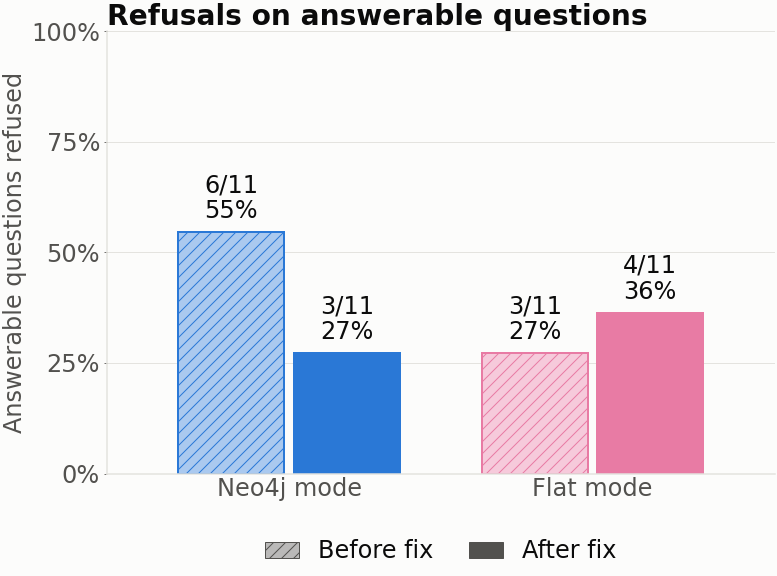 Refusals on answerable questions
Answerable questions refused
100%
75%
50%
25%
0%
6/11
55%
3/11
27%
3/11
27%
4/11
36%
Neo4j mode
Flat mode
Before fix
After fix